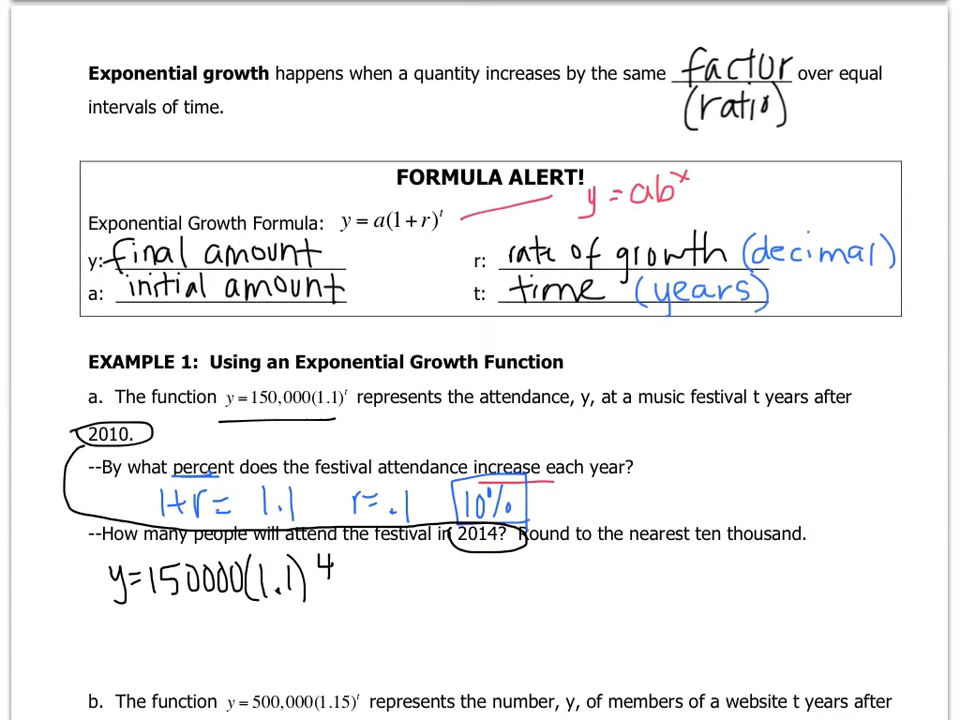 Exponential growth happens when a quantity increases by the same factor over equal
(ratio)
intervals of time.
FORMULA ALERT!
y = ab^x
Exponential Growth Formula: y = a(1 + r)^t
y: final amount r: rate of growth (decimal)
a: initial amount t: time (years)
EXAMPLE 1: Using an Exponential Growth Function
a. The function y = 150,000(1.1)^t represents the attendance, y, at a music festival t years after
2010.
--By what percent does the festival attendance increase each year?
1+r = 1.1 r = .1 10%
--How many people will attend the festival in 2014? Round to the nearest ten thousand.
y=150000(1.1)^4
b. The function y = 500,000(1.15)^t represents the number, y, of members of a website t years after